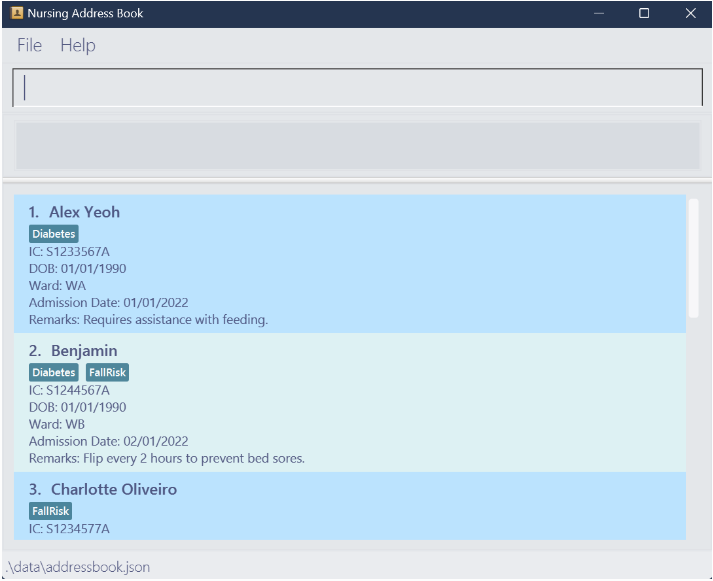 Nursing Address Book
File Help
1. Alex Yeoh
Diabetes
IC: S1233567A
DOB: 01/01/1990
Ward: WA
Admission Date: 01/01/2022
Remarks: Requires assistance with feeding.
2. Benjamin
Diabetes FallRisk
IC: S1244567A
DOB: 01/01/1990
Ward: WB
Admission Date: 02/01/2022
Remarks: Flip every 2 hours to prevent bed sores.
3. Charlotte Oliveiro
FallRisk
IC: S1234577A
.\data\addressbook.json